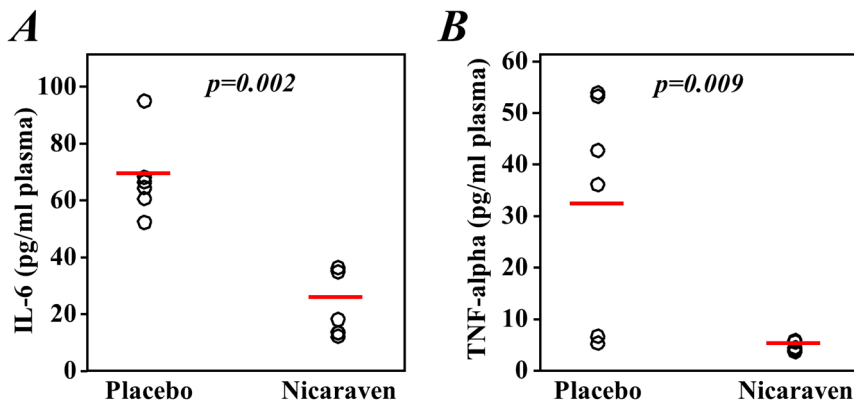 A
IL-6 (pg/ml plasma)
100
80
60
40
20
0
p=0.002
Placebo
Nicaraven
B
TNF-alpha (pg/ml plasma)
60
50
40
30
20
10
0
p=0.009
Placebo
Nicaraven